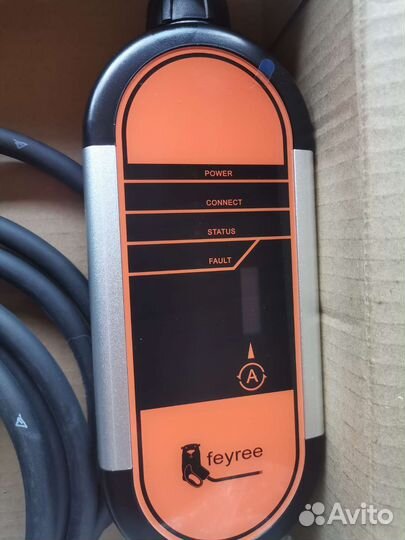 POWER
CONNECT
STATUS
FAULT
A
feyree
Avito